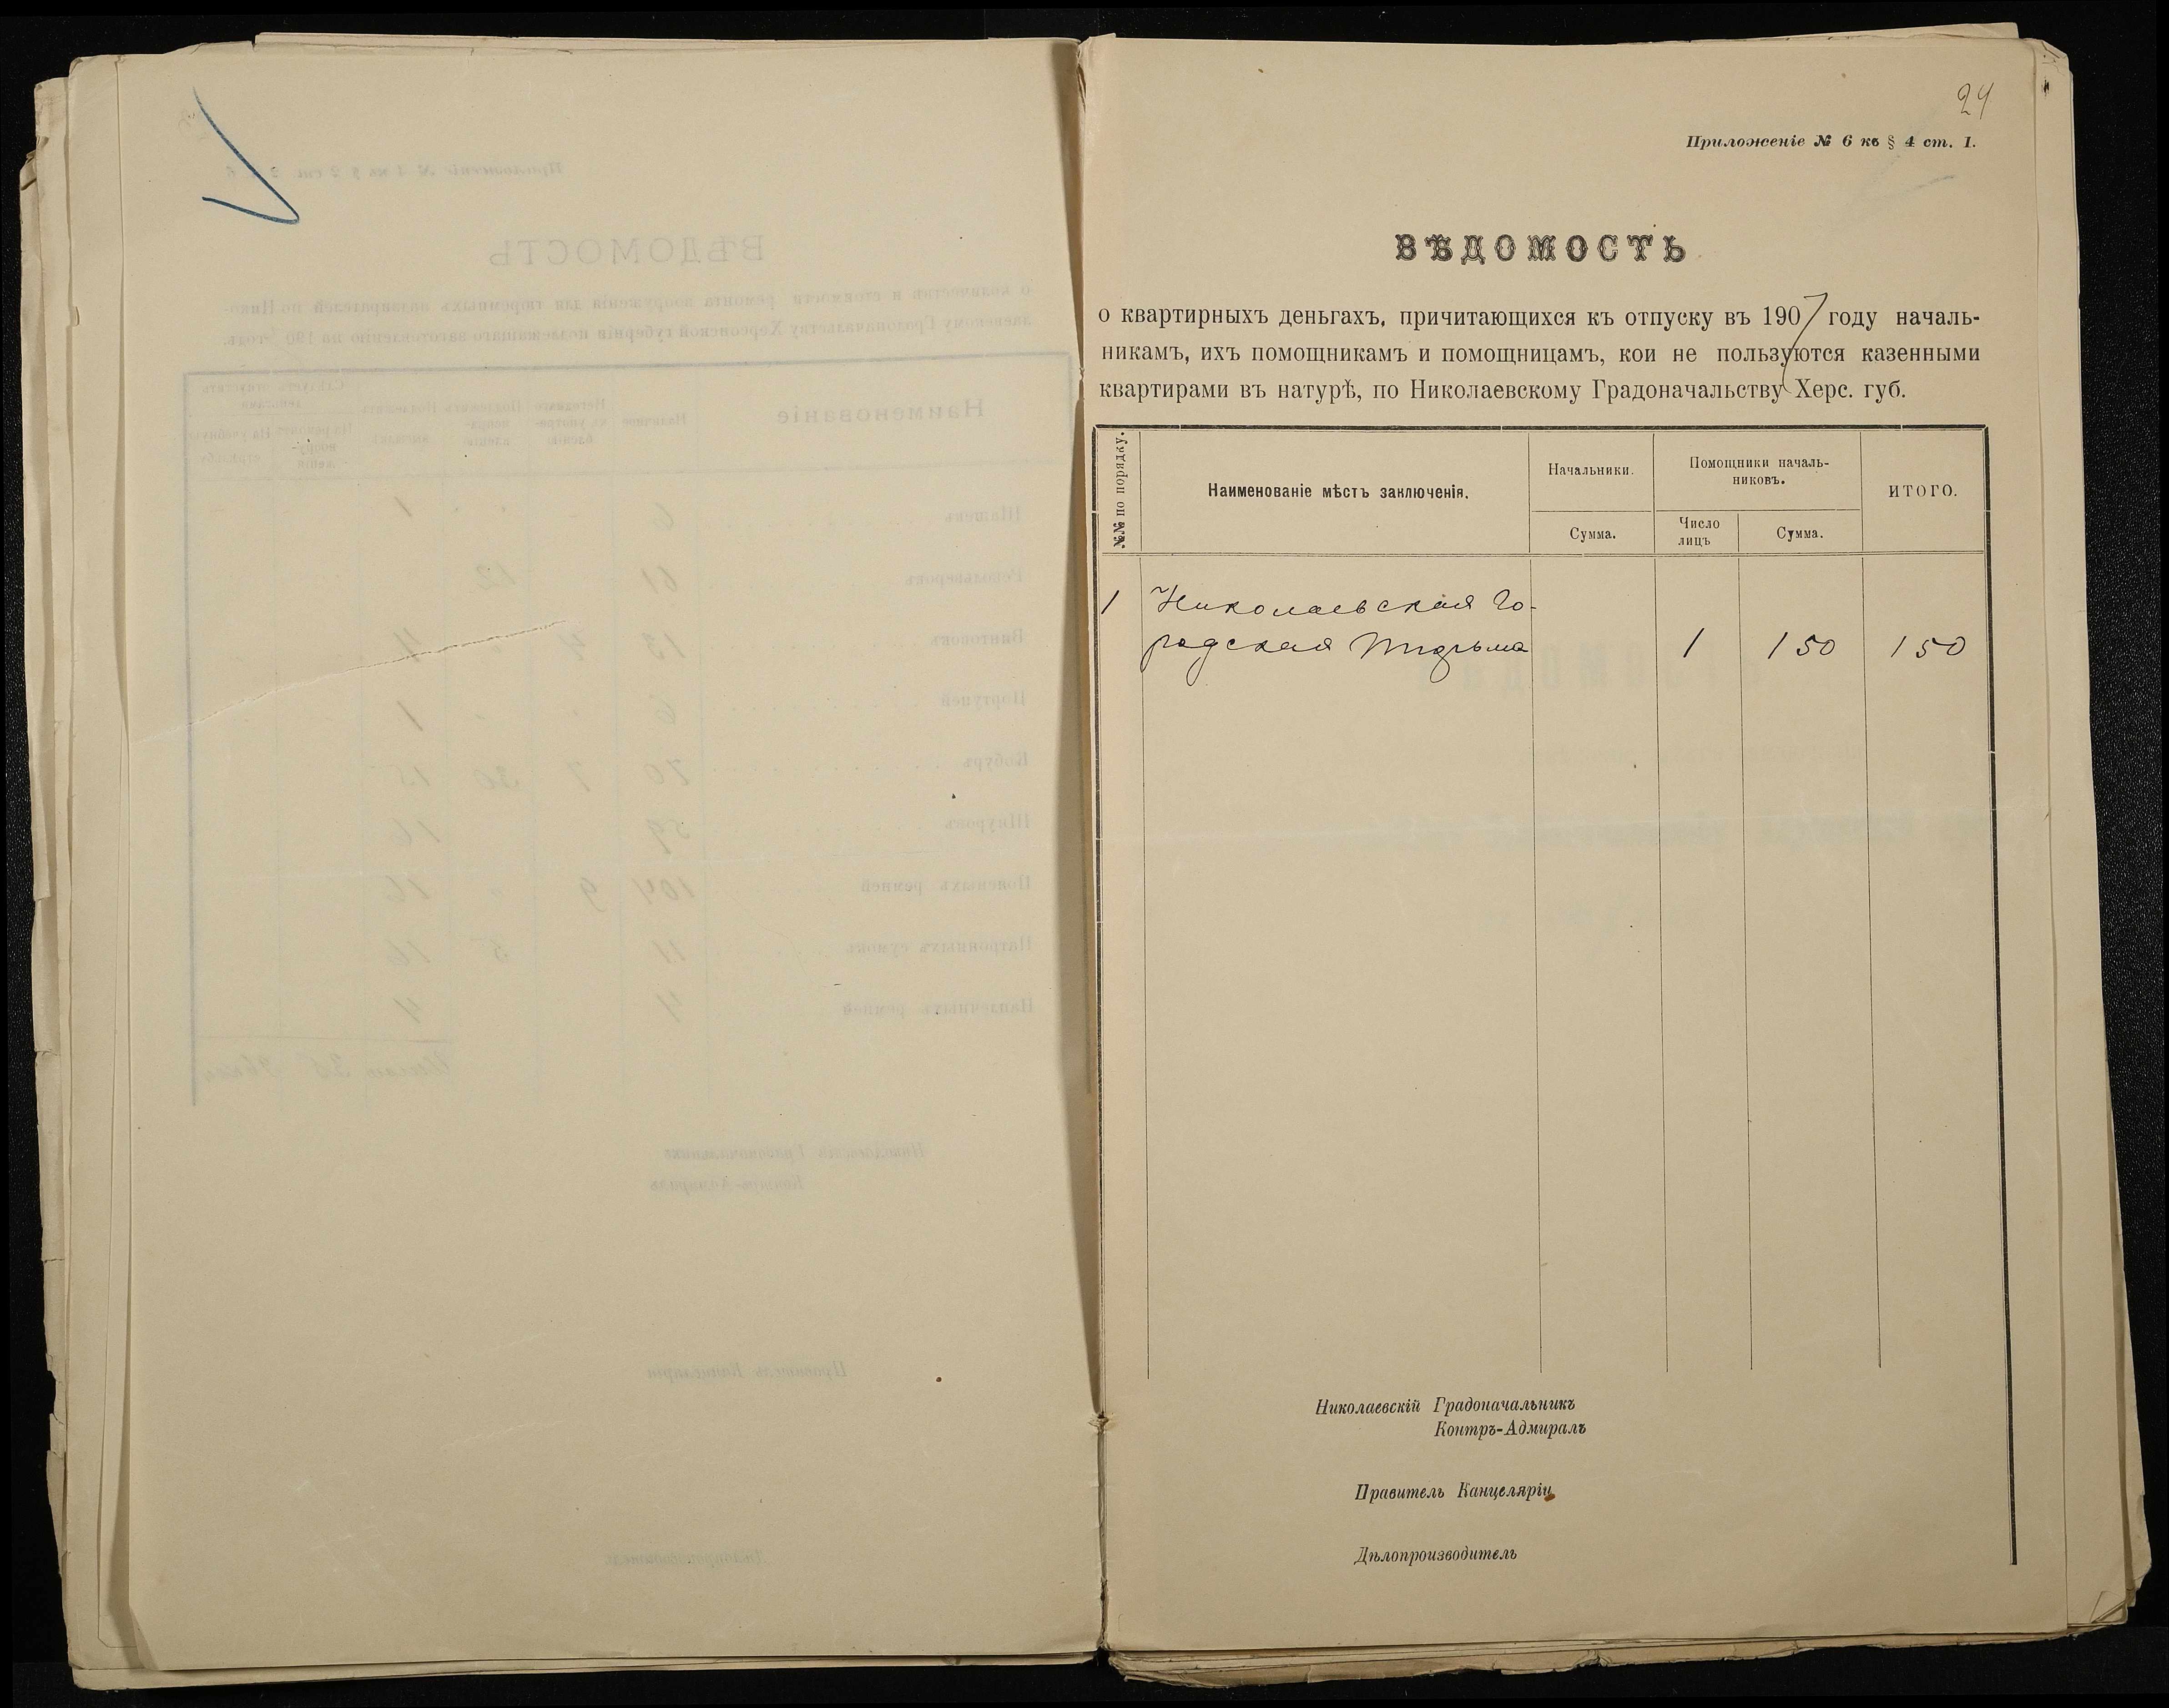 24
Приложеніе № 6 къ § 4 ст. 1.
ВѢДОМОСТЬ
о квартирныхъ деньгахъ, причитающихся къ отпуску въ 1907 году началь-
никамъ, ихъ помощникамъ и помощницамъ, кои не пользуются казенными
квартирами въ натурѣ, по Николаевскому Градоначальству Херс. губ.
№№ по порядку.
Наименованіе мѣстъ заключенія.
Начальники.
Помощники началь-
никовъ.
ИТОГО.
Сумма.
Число
лицъ
Сумма.
1 Николаевская Го-
родская Тюрьма 1 150 150
Николаевскій Градоначальникъ
Контръ-Адмиралъ
Правитель Канцеляріи
Дѣлопроизводитель